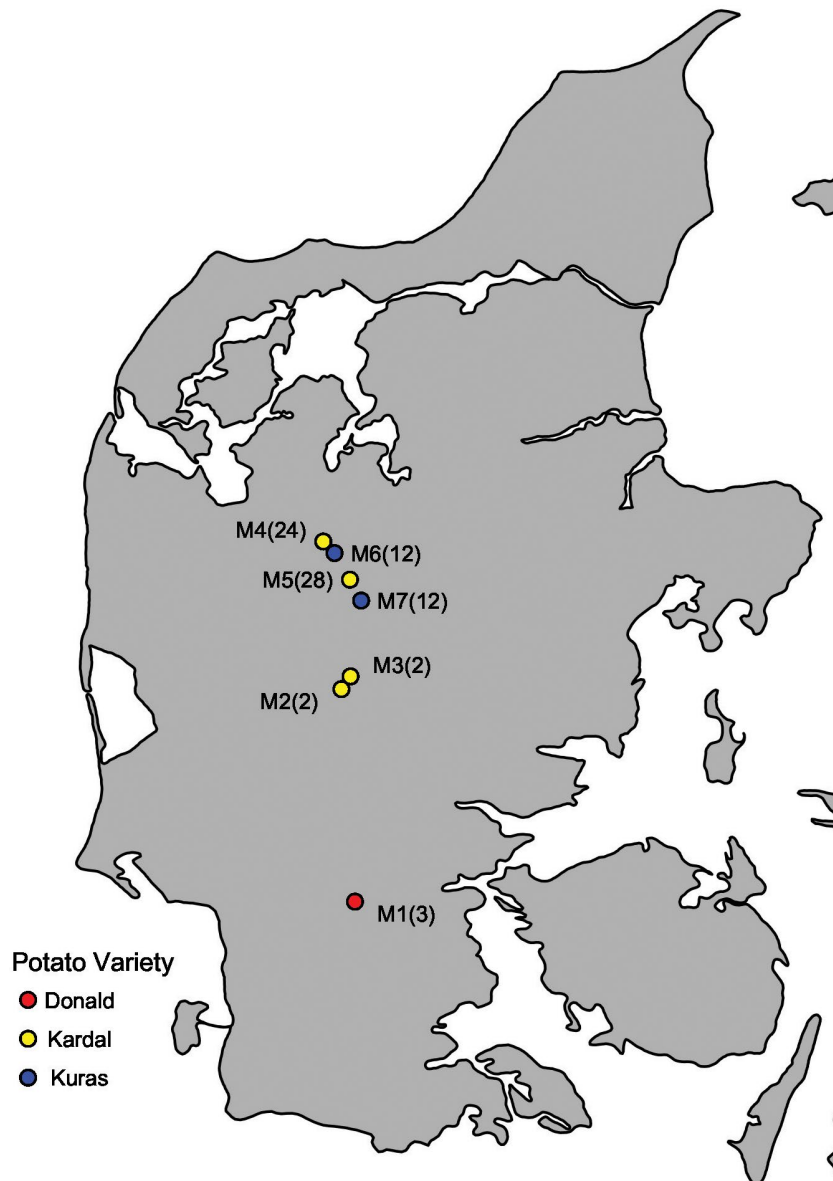 M4(24)
M6(12)
M5(28)
M7(12)
M3(2)
M2(2)
M1(3)
Potato Variety
Donald
Kardal
Kuras